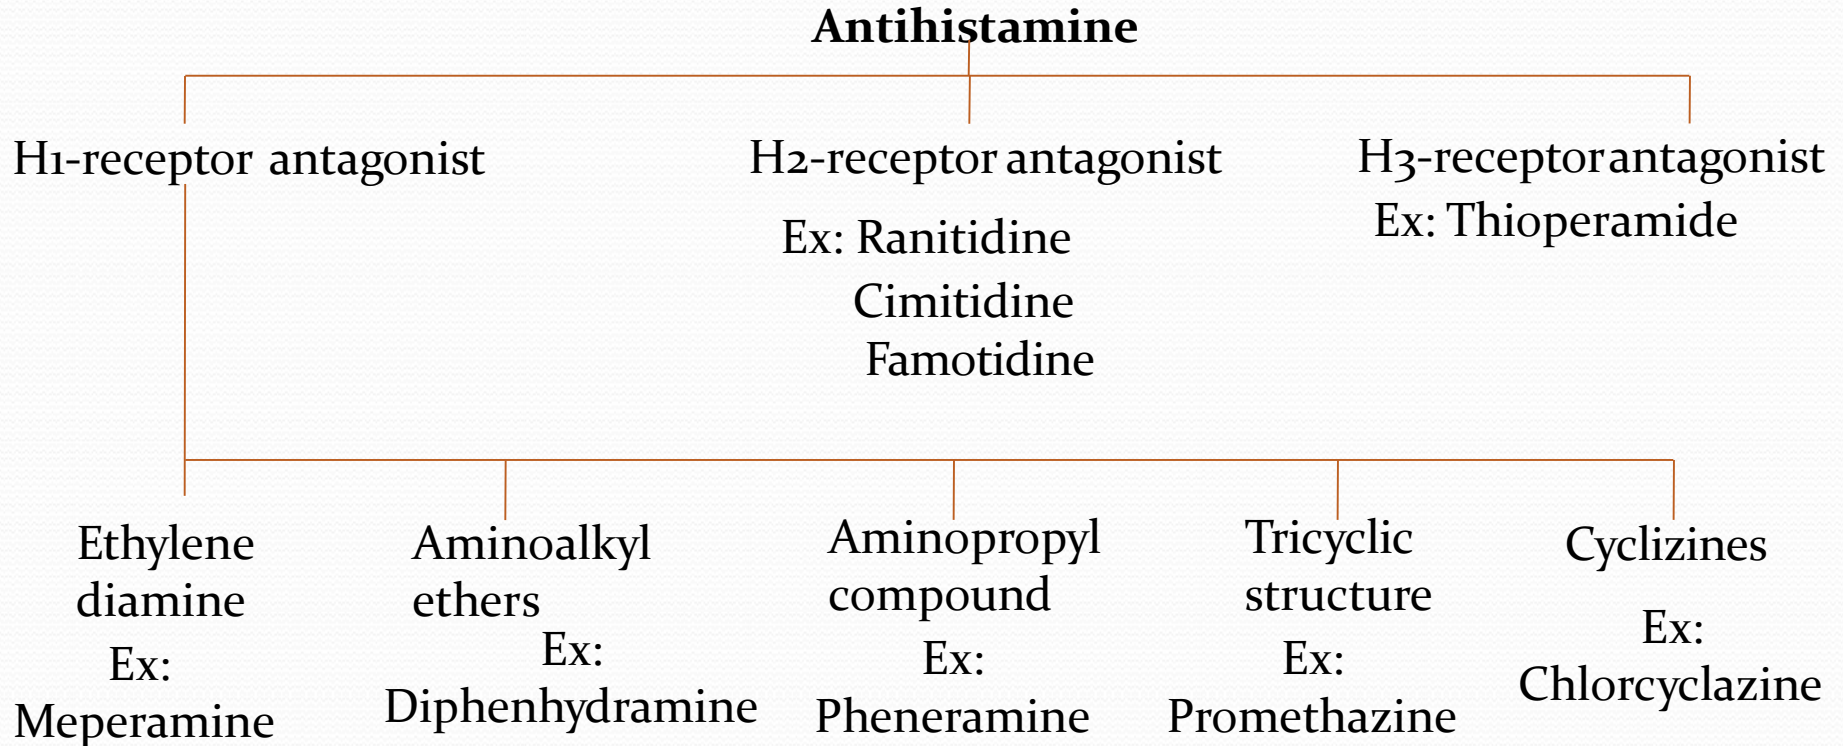 Antihistamine
H1-receptor antagonist
H2-receptor antagonist
Ex: Ranitidine
Cimitidine
Famotidine
H3-receptor antagonist
Ex: Thioperamide
Ethylene
diamine
Ex:
Meperamine
Aminoalkyl
ethers
Ex:
Diphenhydramine
Aminopropyl
compound
Ex:
Pheneramine
Tricyclic
structure
Ex:
Promethazine
Cyclizines
Ex:
Chlorcyclazine